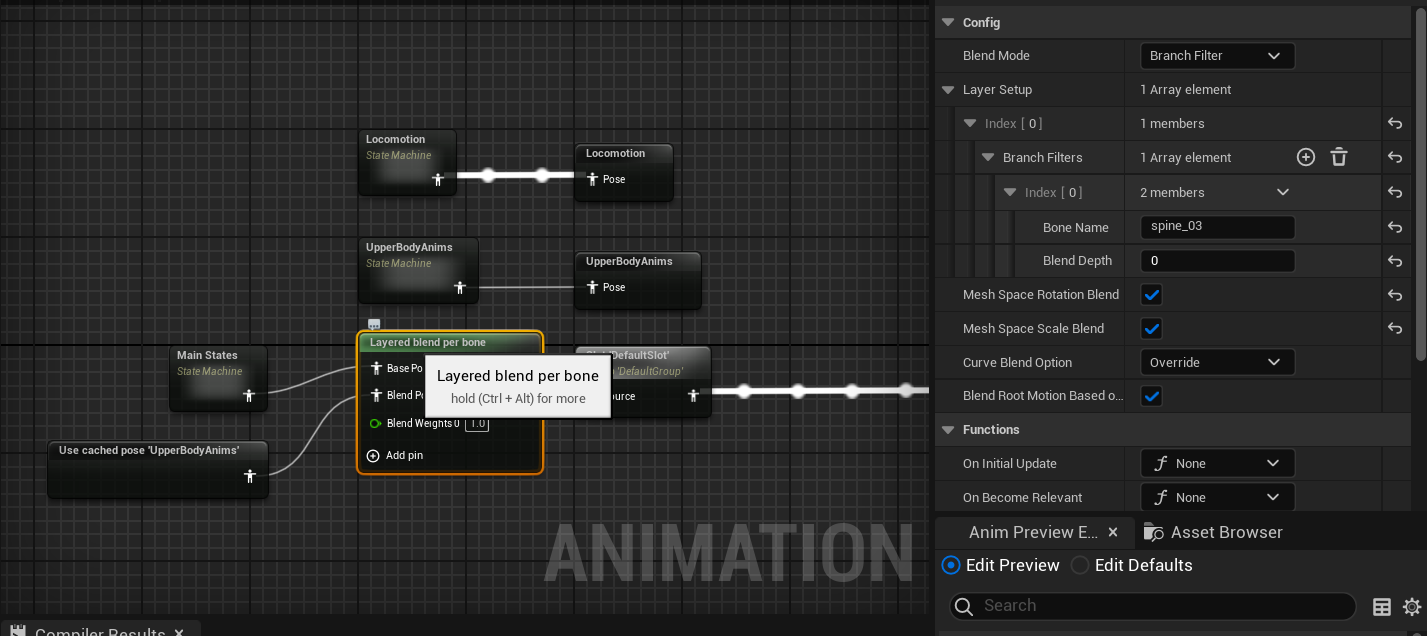 Locomotion
State Machine
Locomotion
Pose
UpperBodyAnims
State Machine
UpperBodyAnims
Pose
Main States
State Machine
Use cached pose 'UpperBodyAnims'
Layered blend per bone
Base Po
Blend Po
Blend Weights 0 1.0
Add pin
Layered blend per bone
hold (Ctrl + Alt) for more
'DefaultSlot'
'DefaultGroup'
ource
ANIMATION
Compiler Results
Config
Blend Mode Branch Filter
Layer Setup 1 Array element
Index [ 0 ] 1 members
Branch Filters 1 Array element
Index [ 0 ] 2 members
Bone Name spine_03
Blend Depth 0
Mesh Space Rotation Blend
Mesh Space Scale Blend
Curve Blend Option Override
Blend Root Motion Based o...
Functions
On Initial Update None
On Become Relevant None
Anim Preview E... Asset Browser
Edit Preview Edit Defaults
Search